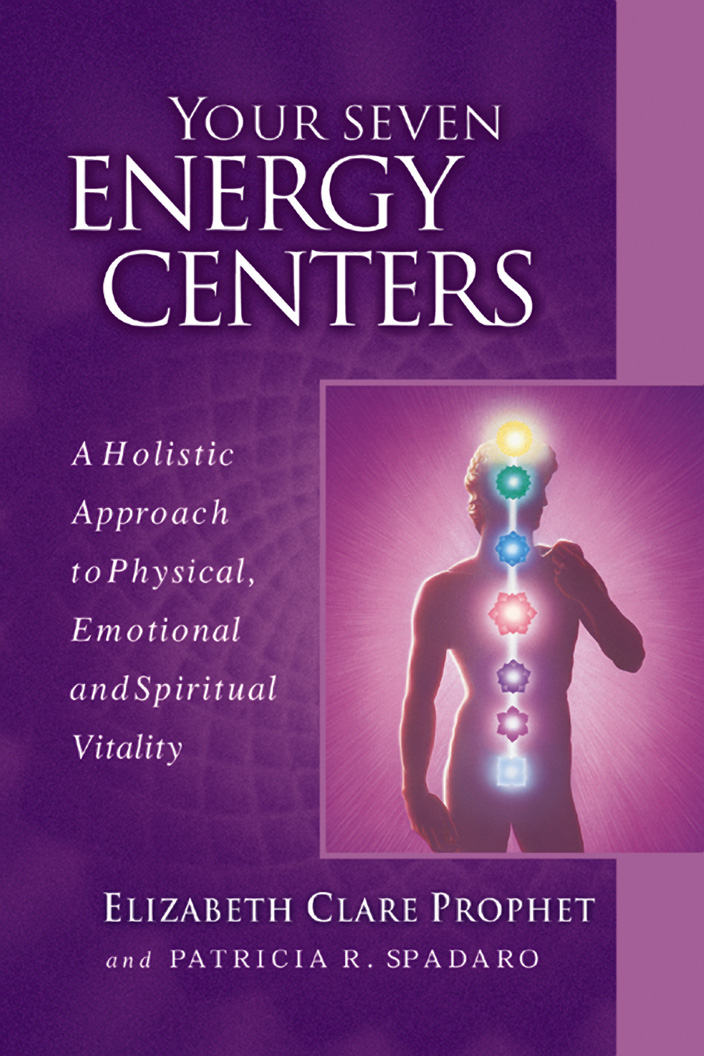 YOUR SEVEN
ENERGY
CENTERS
A Holistic
Approach
to Physical,
Emotional
and Spiritual
Vitality
ELIZABETH CLARE PROPHET
and PATRICIA R. SPADARO